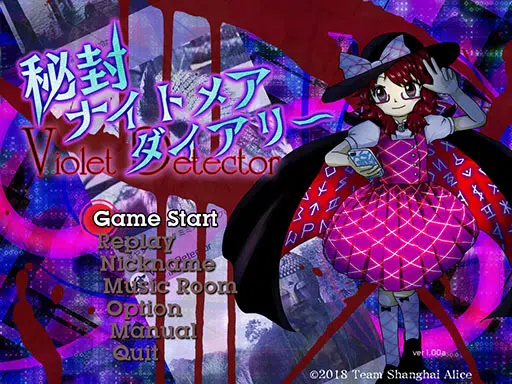 秘封
ナイトメア
ダイアリー
Violet Detector
Game Start
Replay
Nickname
Music Room
Option
Manual
Quit
ver1.00a
©2018 Team Shanghai Alice